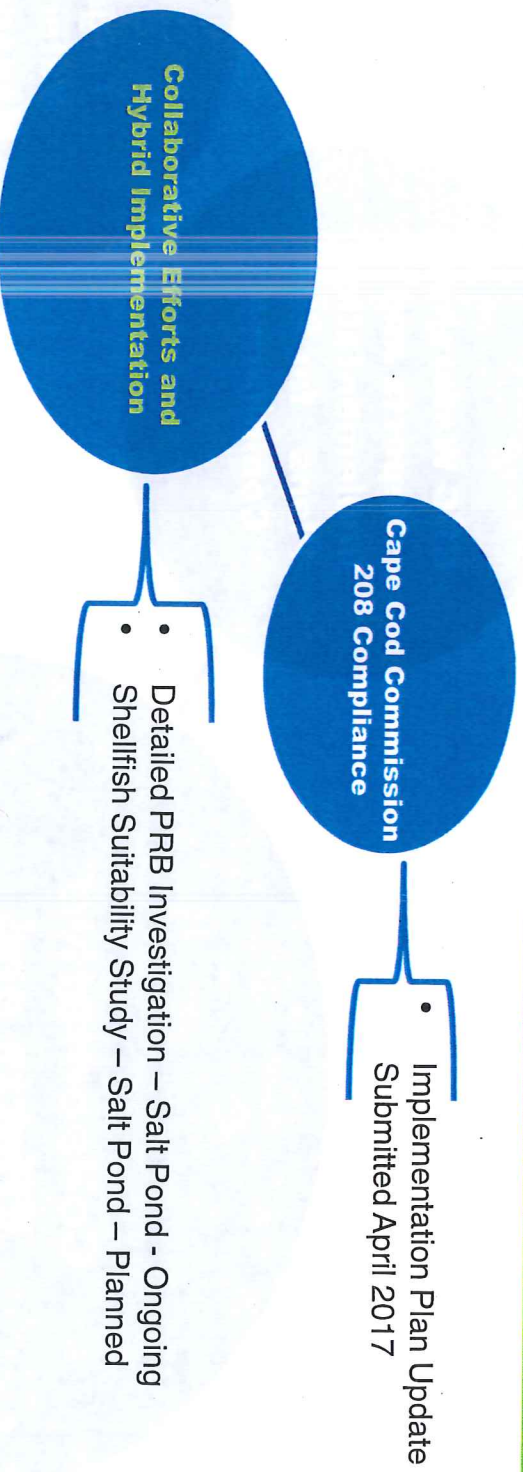 Cape Cod Commission
208 Compliance
• Implementation Plan Update
Submitted April 2017
Collaborative Efforts and
Hybrid Implementation
• Detailed PRB Investigation – Salt Pond - Ongoing
• Shellfish Suitability Study – Salt Pond – Planned